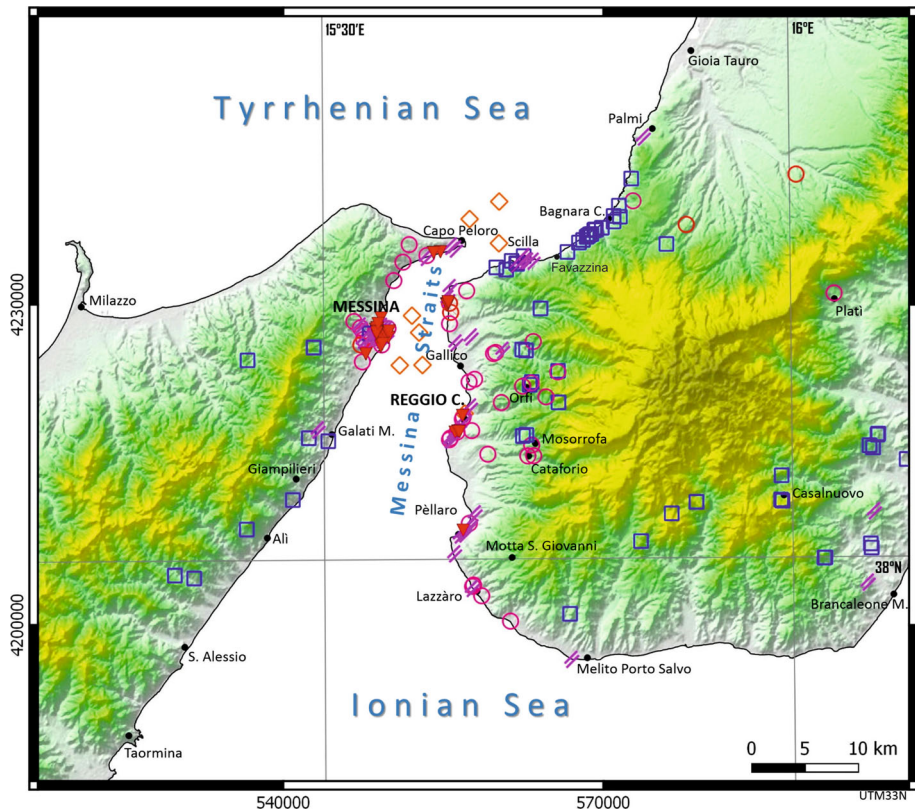 15°30'E
16°E
Gioia Tauro
Tyrrhenian Sea
Palmi
Bagnara C.
Capo Peloro
Scilla
Favazzina
Milazzo
MESSINA
Platì
4230000
Straits
Gallico
Orfì
REGGIO C.
Galati M.
Mosorrofa
Cataforio
Giampilieri
Messina
Casalnuovo
Pèllaro
Alì
Motta S. Giovanni
38°N
Lazzàro
Brancaleone M.
4200000
S. Alessio
Melito Porto Salvo
Ionian Sea
Taormina
0 5 10 km
UTM33N
540000
570000